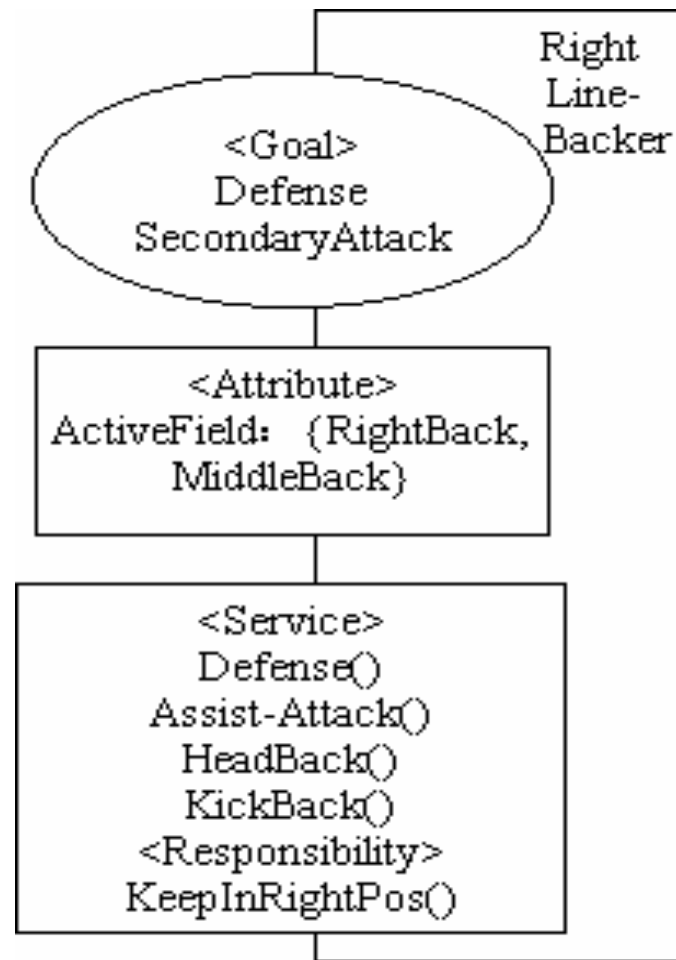 Right
Line-
Backer
<Goal>
Defense
SecondaryAttack
<Attribute>
ActiveField： {RightBack,
MiddleBack}
<Service>
Defense()
Assist-Attack()
HeadBack()
KickBack()
<Responsibility>
KeepInRightPos()